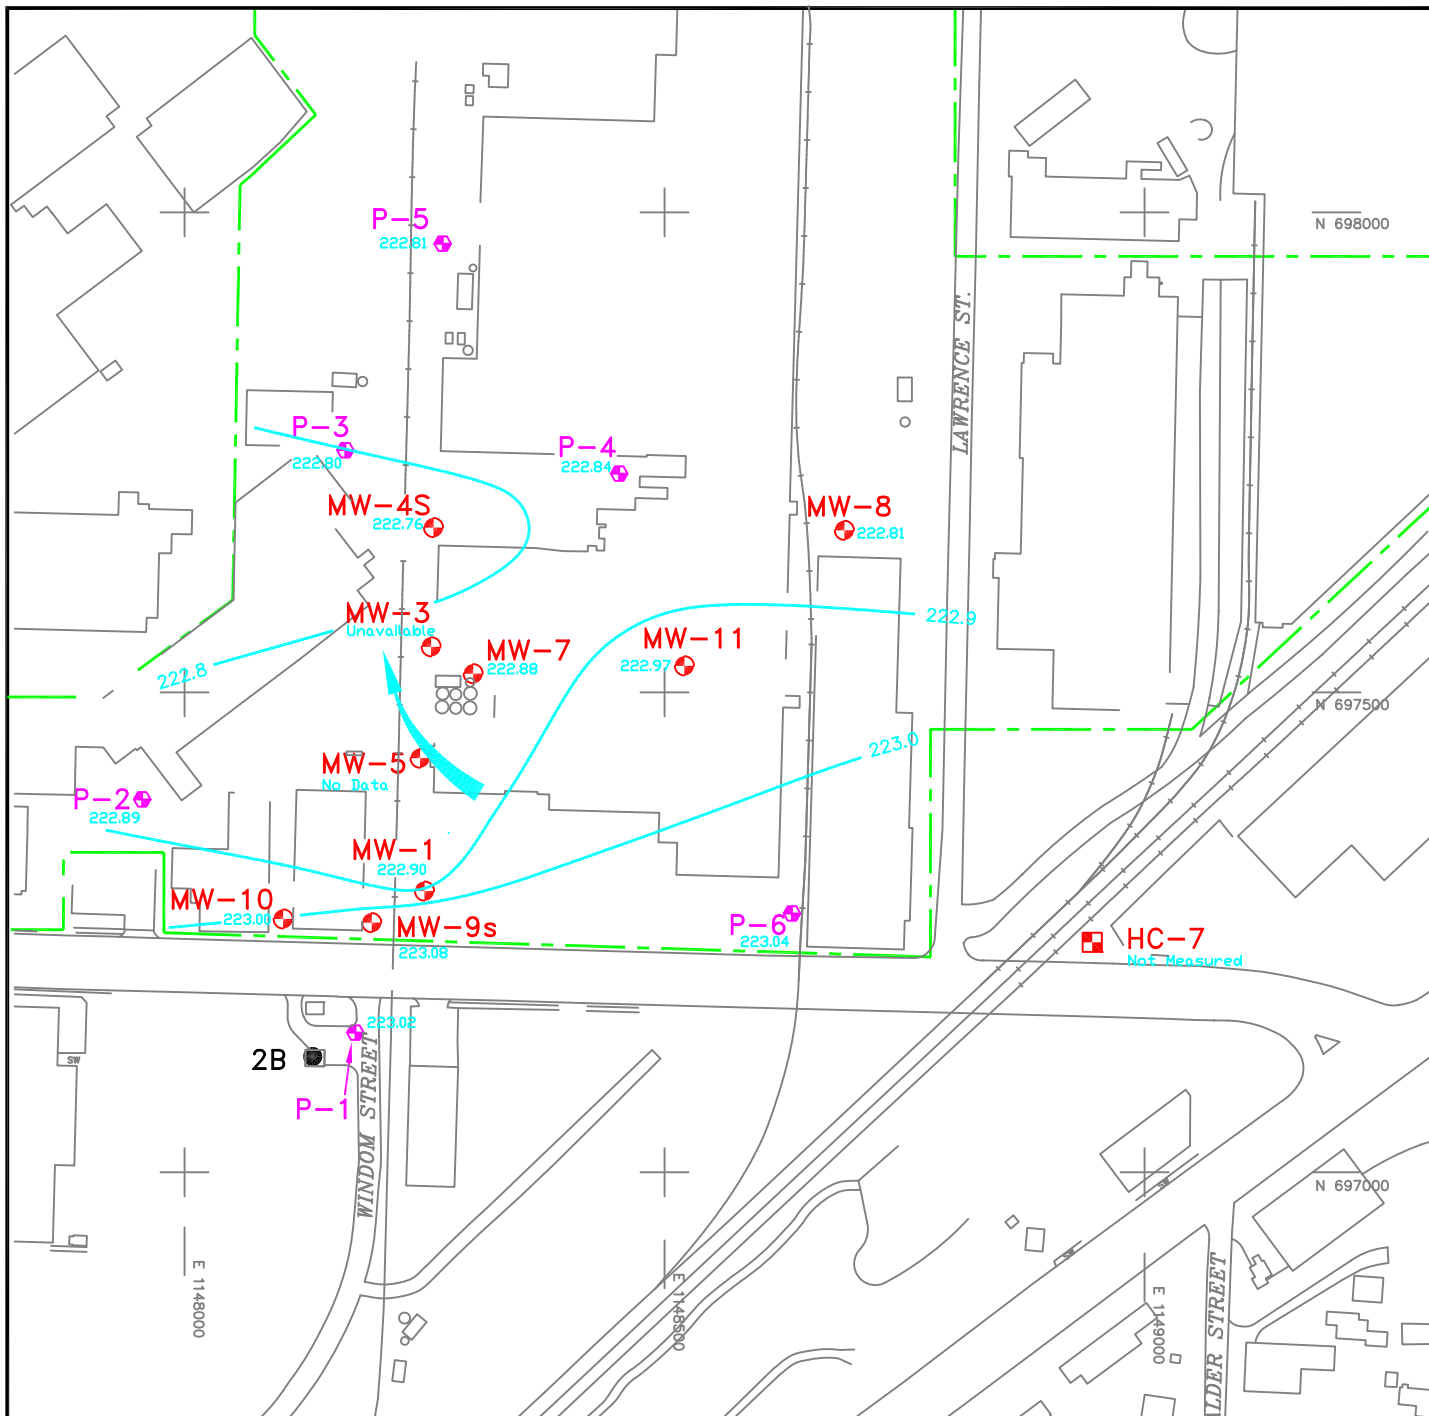 N 698000
P-5
222.81
LAWRENCE ST.
P-3
222.80
P-4
222.84
MW-4S
222.76
MW-8
222.81
MW-3
Unavailable
222.9
MW-7
222.88
MW-11
222.97
222.8
N 697500
223.0
MW-5
No Data
P-2
222.89
MW-1
222.90
MW-10
223.00
MW-9s
223.08
P-6
223.04
HC-7
Not Measured
223.02
2B
SW
P-1
WINDOM STREET
N 697000
SW
SW
E 1148000
E 1148500
E 1149000
ALDER STREET